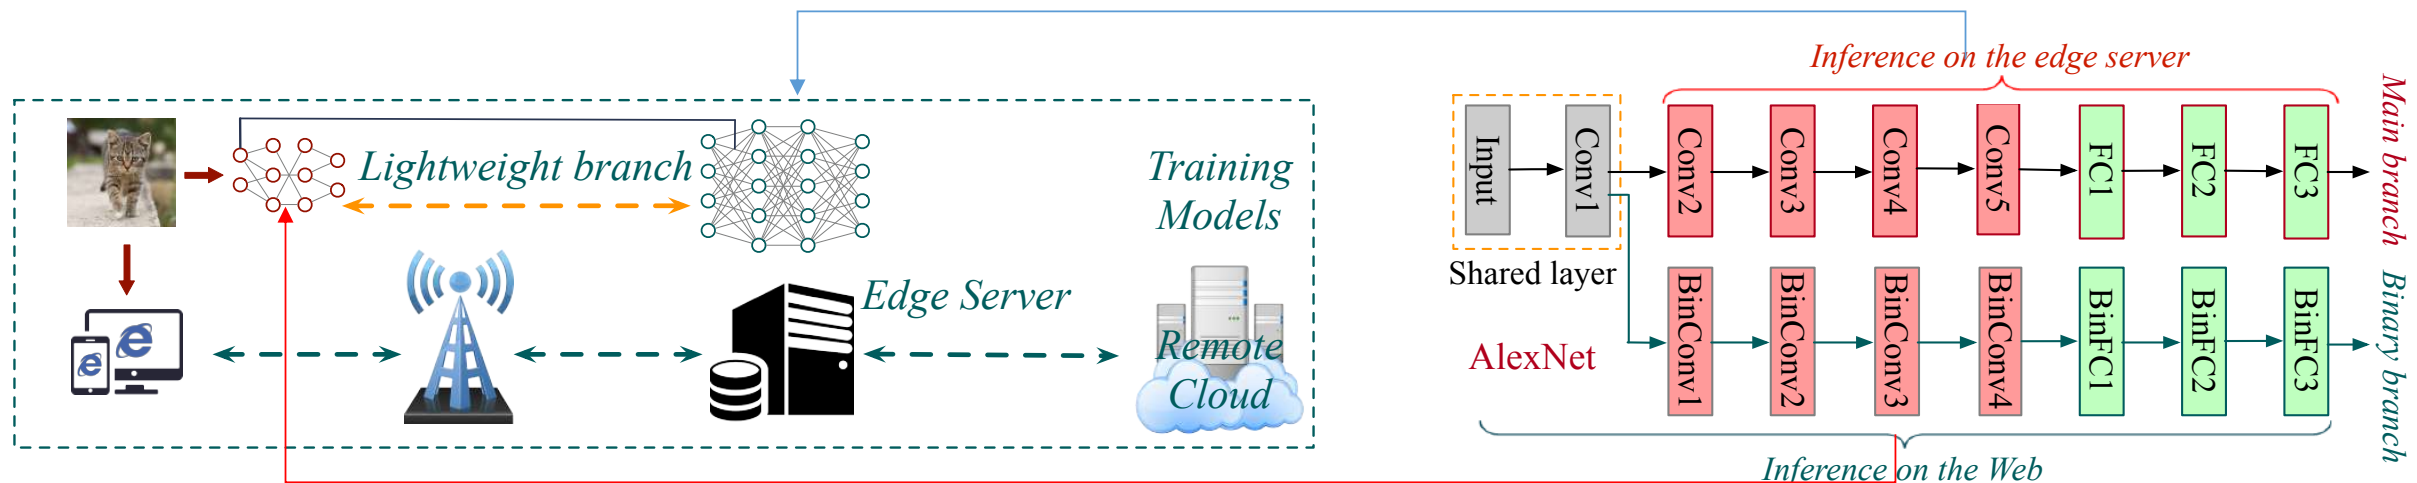 Lightweight branch
Training
Models
Edge Server
Remote
Cloud
Inference on the edge server
Input
Conv1
Conv2
Conv3
Conv4
Conv5
FC1
FC2
FC3
Main branch
Shared layer
AlexNet
BinConv1
BinConv2
BinConv3
BinConv4
BinFC1
BinFC2
BinFC3
Binary branch
Inference on the Web